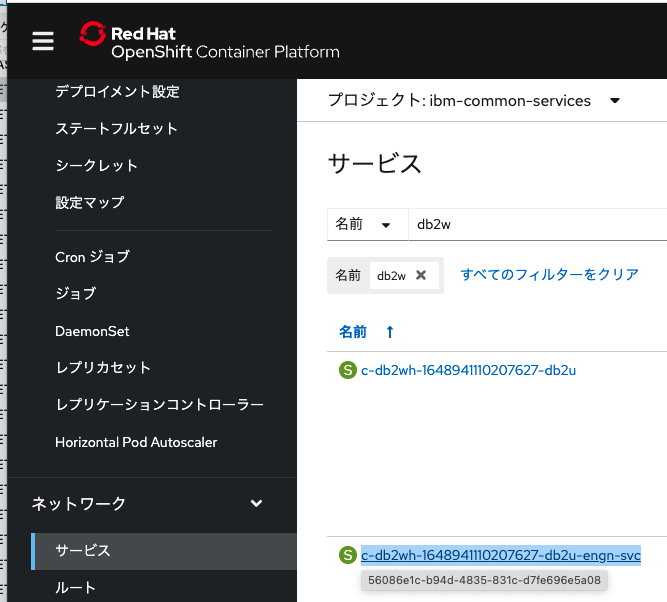 Red Hat
OpenShift Container Platform
デプロイメント設定
ステートフルセット
シークレット
設定マップ
Cron ジョブ
ジョブ
DaemonSet
レプリカセット
レプリケーションコントローラー
Horizontal Pod Autoscaler
ネットワーク
サービス
ルート
プロジェクト: ibm-common-services
サービス
名前 db2w
名前 db2w すべてのフィルターをクリア
名前
S c-db2wh-1648941110207627-db2u
S c-db2wh-1648941110207627-db2u-engn-svc
56086e1c-b94d-4835-831c-d7fe696e5a08